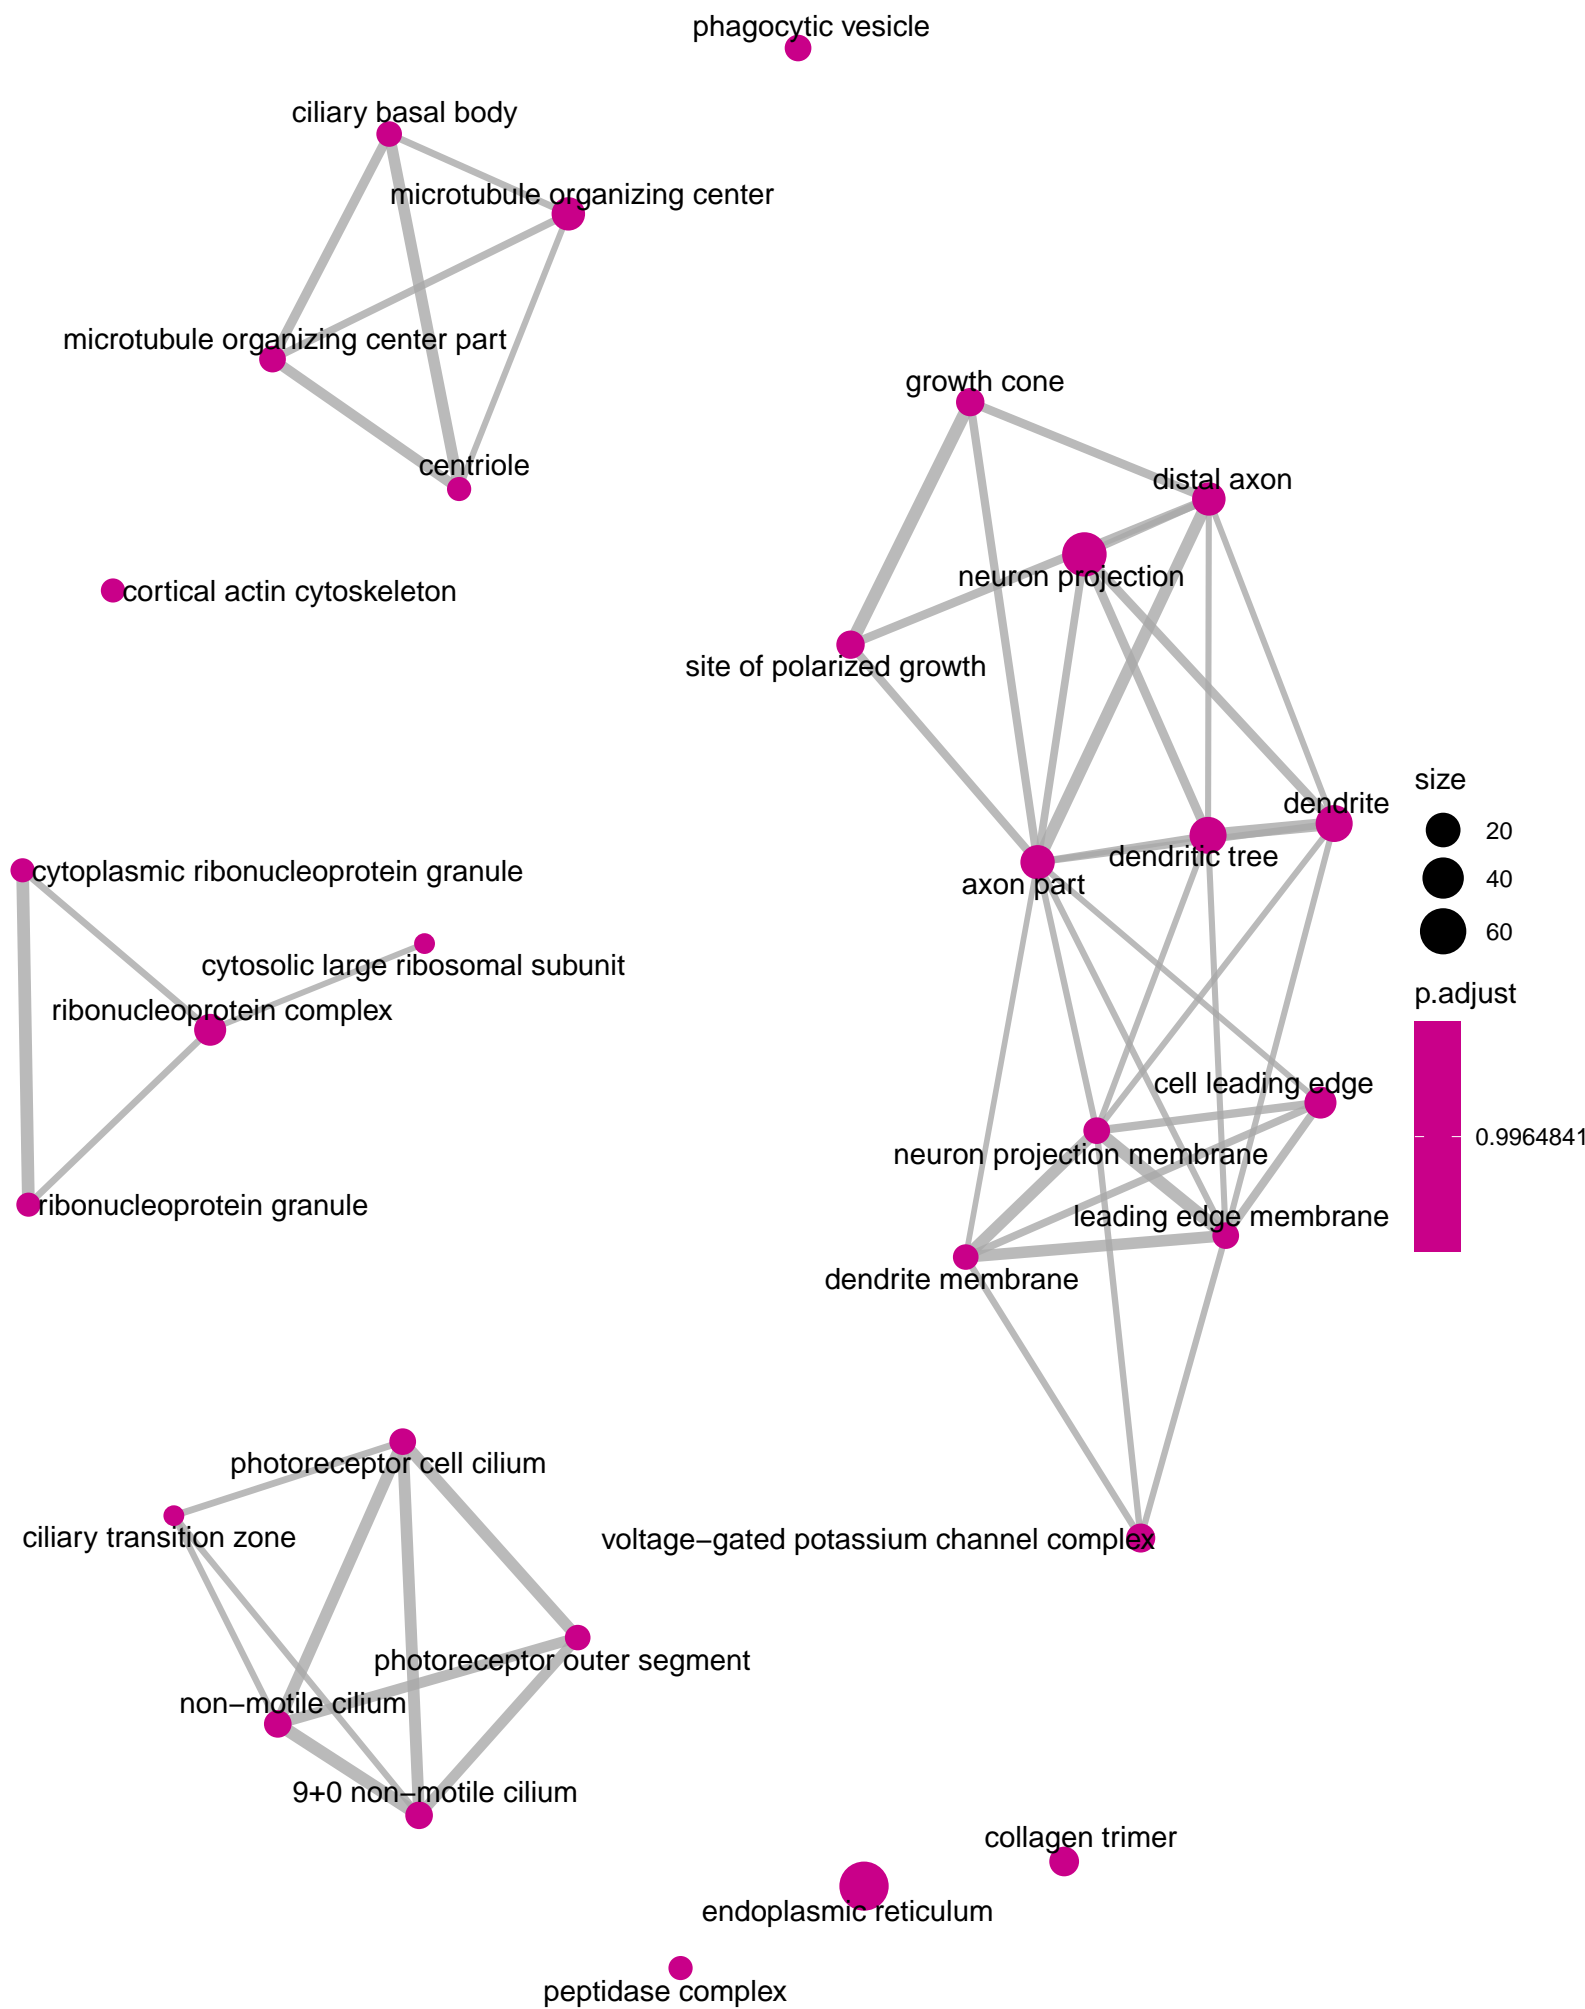 phagocytic vesicle
ciliary basal body
microtubule organizing center
microtubule organizing center part
growth cone
centriole
distal axon
neuron projection
cortical actin cytoskeleton
site of polarized growth
size
dendrite
20
dendritic tree
cytoplasmic ribonucleoprotein granule
40
axon part
60
cytosolic large ribosomal subunit
p.adjust
ribonucleoprotein complex
cell leading edge
0.9964841
neuron projection membrane
ribonucleoprotein granule
leading edge membrane
dendrite membrane
photoreceptor cell cilium
ciliary transition zone
voltage−gated potassium channel complex
photoreceptor outer segment
non−motile cilium
9+0 non−motile cilium
collagen trimer
endoplasmic reticulum
peptidase complex